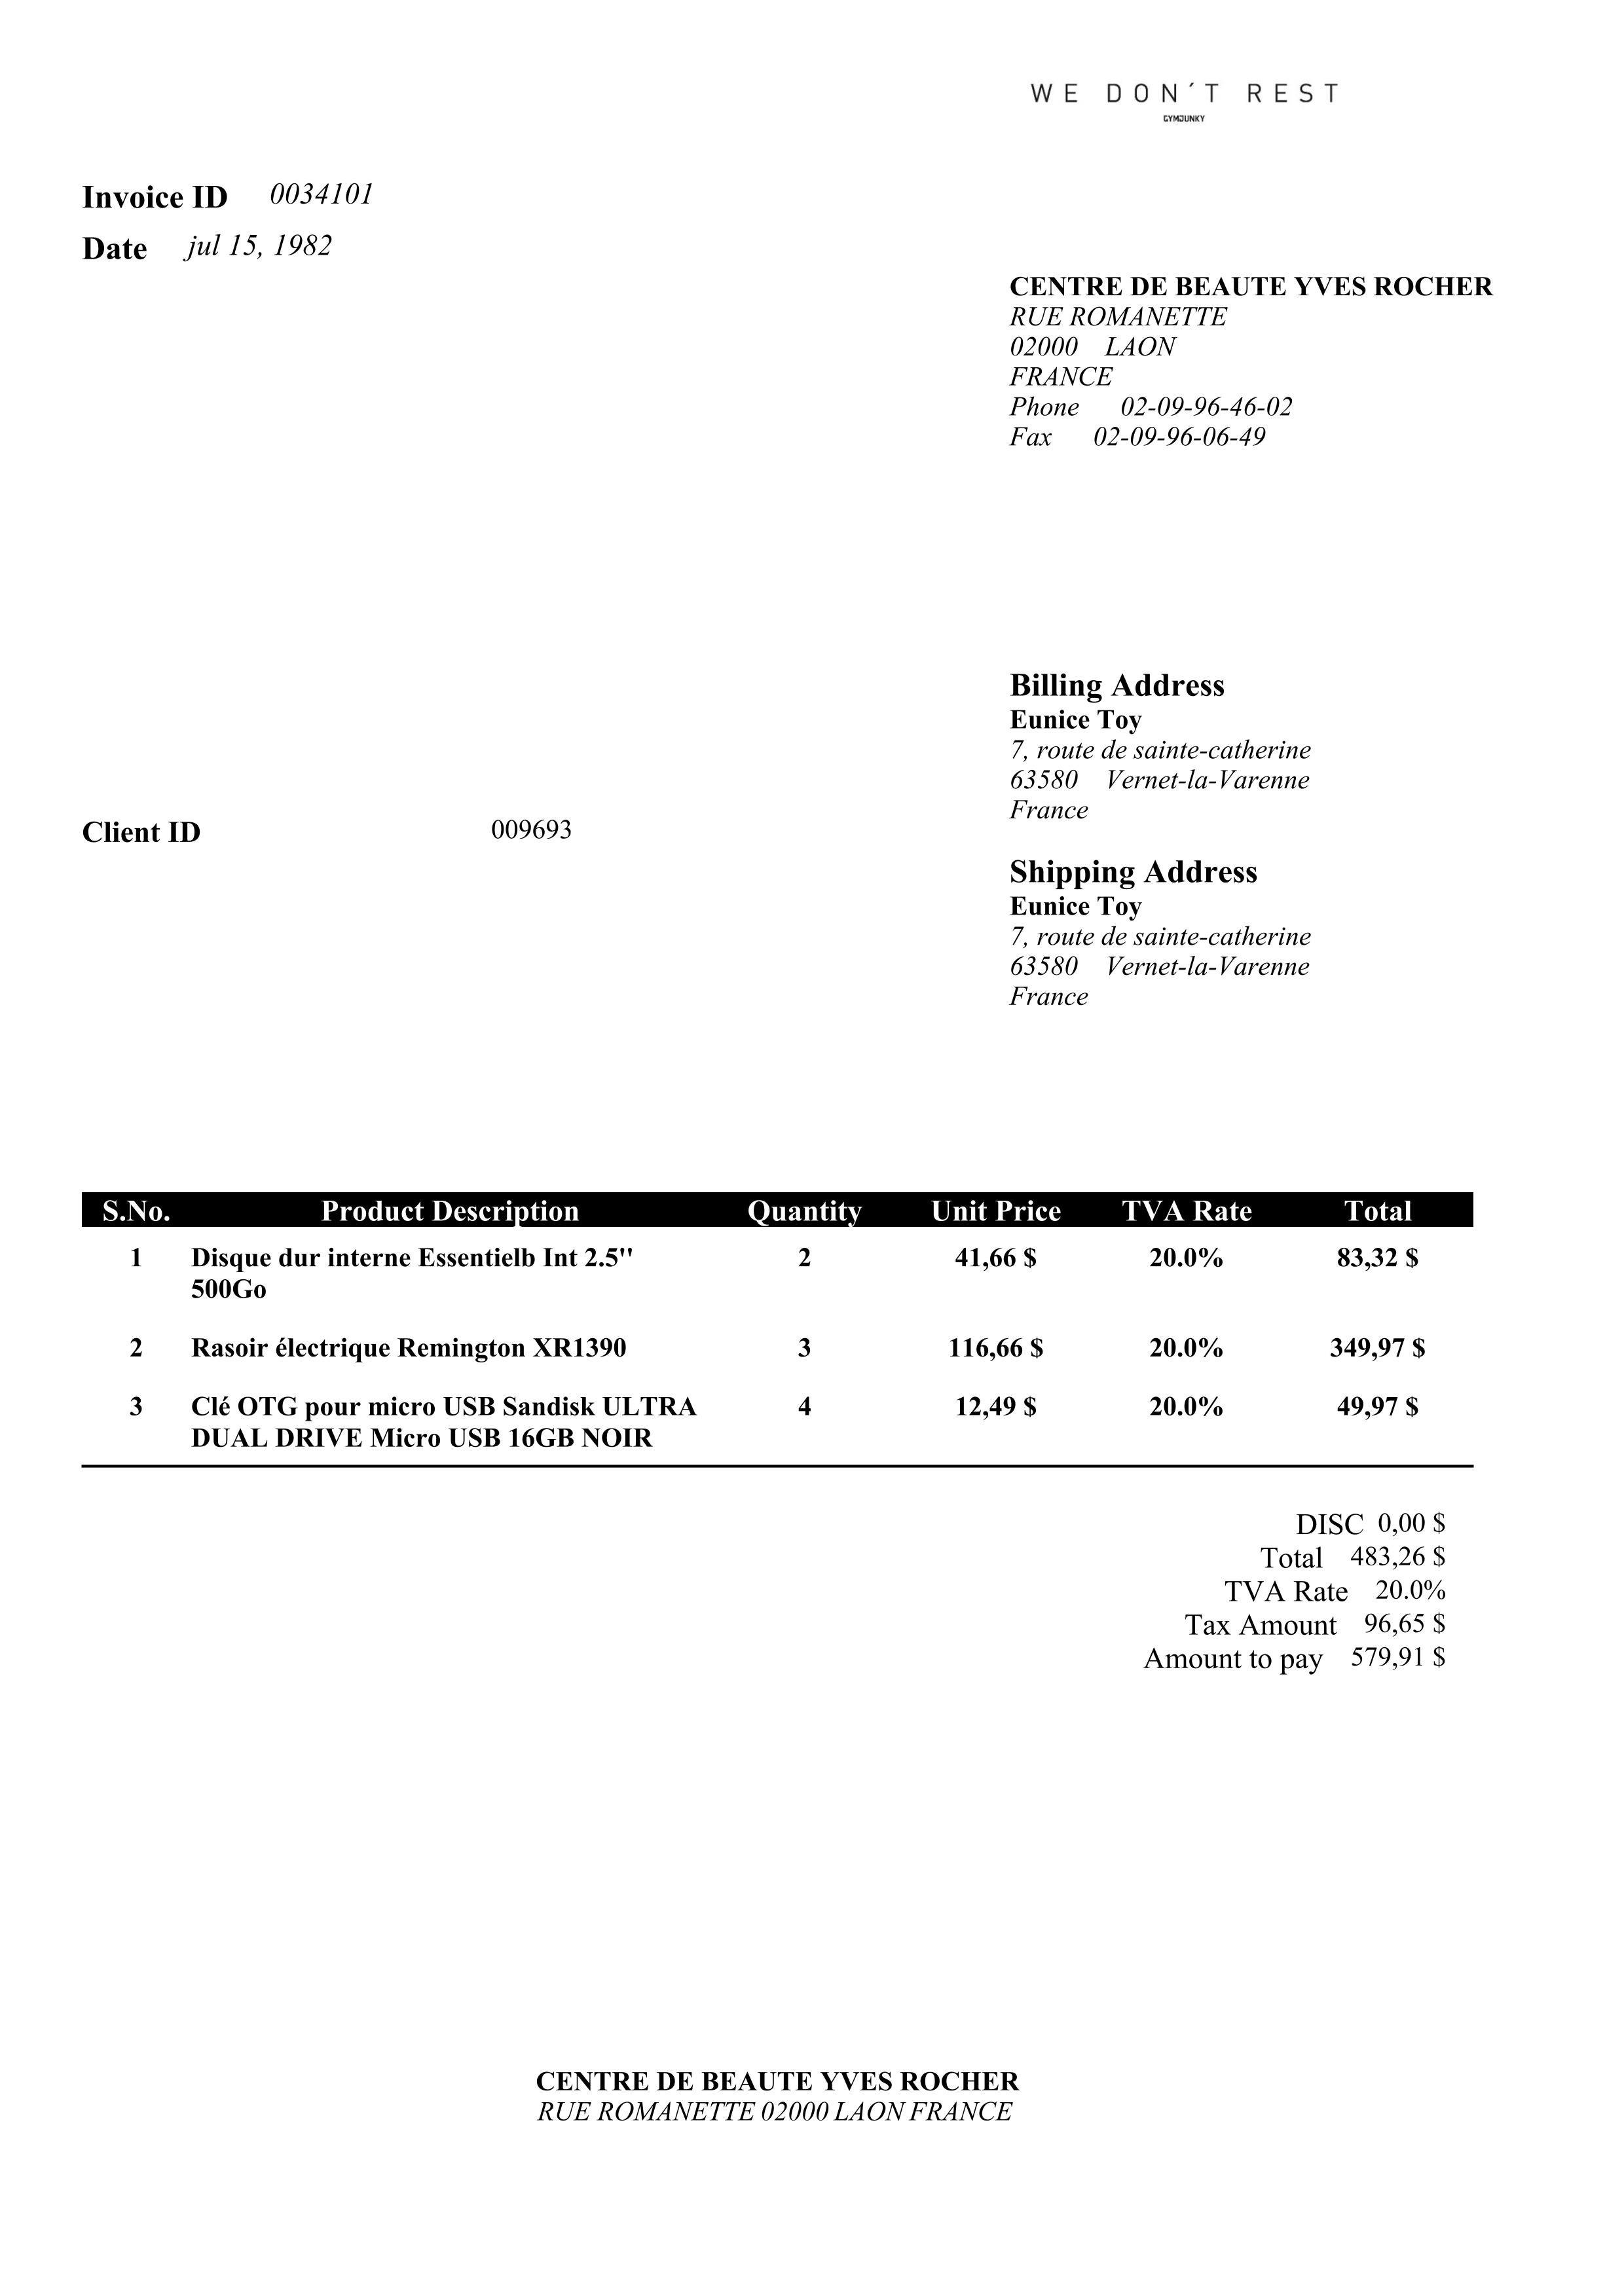 WE DON´T REST
GYMJUNKY
Invoice ID 0034101
Date jul 15, 1982
CENTRE DE BEAUTE YVES ROCHER
RUE ROMANETTE
02000 LAON
FRANCE
Phone 02-09-96-46-02
Fax 02-09-96-06-49
Billing Address
Eunice Toy
7, route de sainte-catherine
63580 Vernet-la-Varenne
France
Client ID 009693
Shipping Address
Eunice Toy
7, route de sainte-catherine
63580 Vernet-la-Varenne
France
S.No. Product Description Quantity Unit Price TVA Rate Total
1 Disque dur interne Essentielb Int 2.5'' 2 41,66 $ 20.0% 83,32 $
500Go
2 Rasoir électrique Remington XR1390 3 116,66 $ 20.0% 349,97 $
3 Clé OTG pour micro USB Sandisk ULTRA 4 12,49 $ 20.0% 49,97 $
DUAL DRIVE Micro USB 16GB NOIR
DISC 0,00 $
Total 483,26 $
TVA Rate 20.0%
Tax Amount 96,65 $
Amount to pay 579,91 $
CENTRE DE BEAUTE YVES ROCHER
RUE ROMANETTE 02000 LAON FRANCE